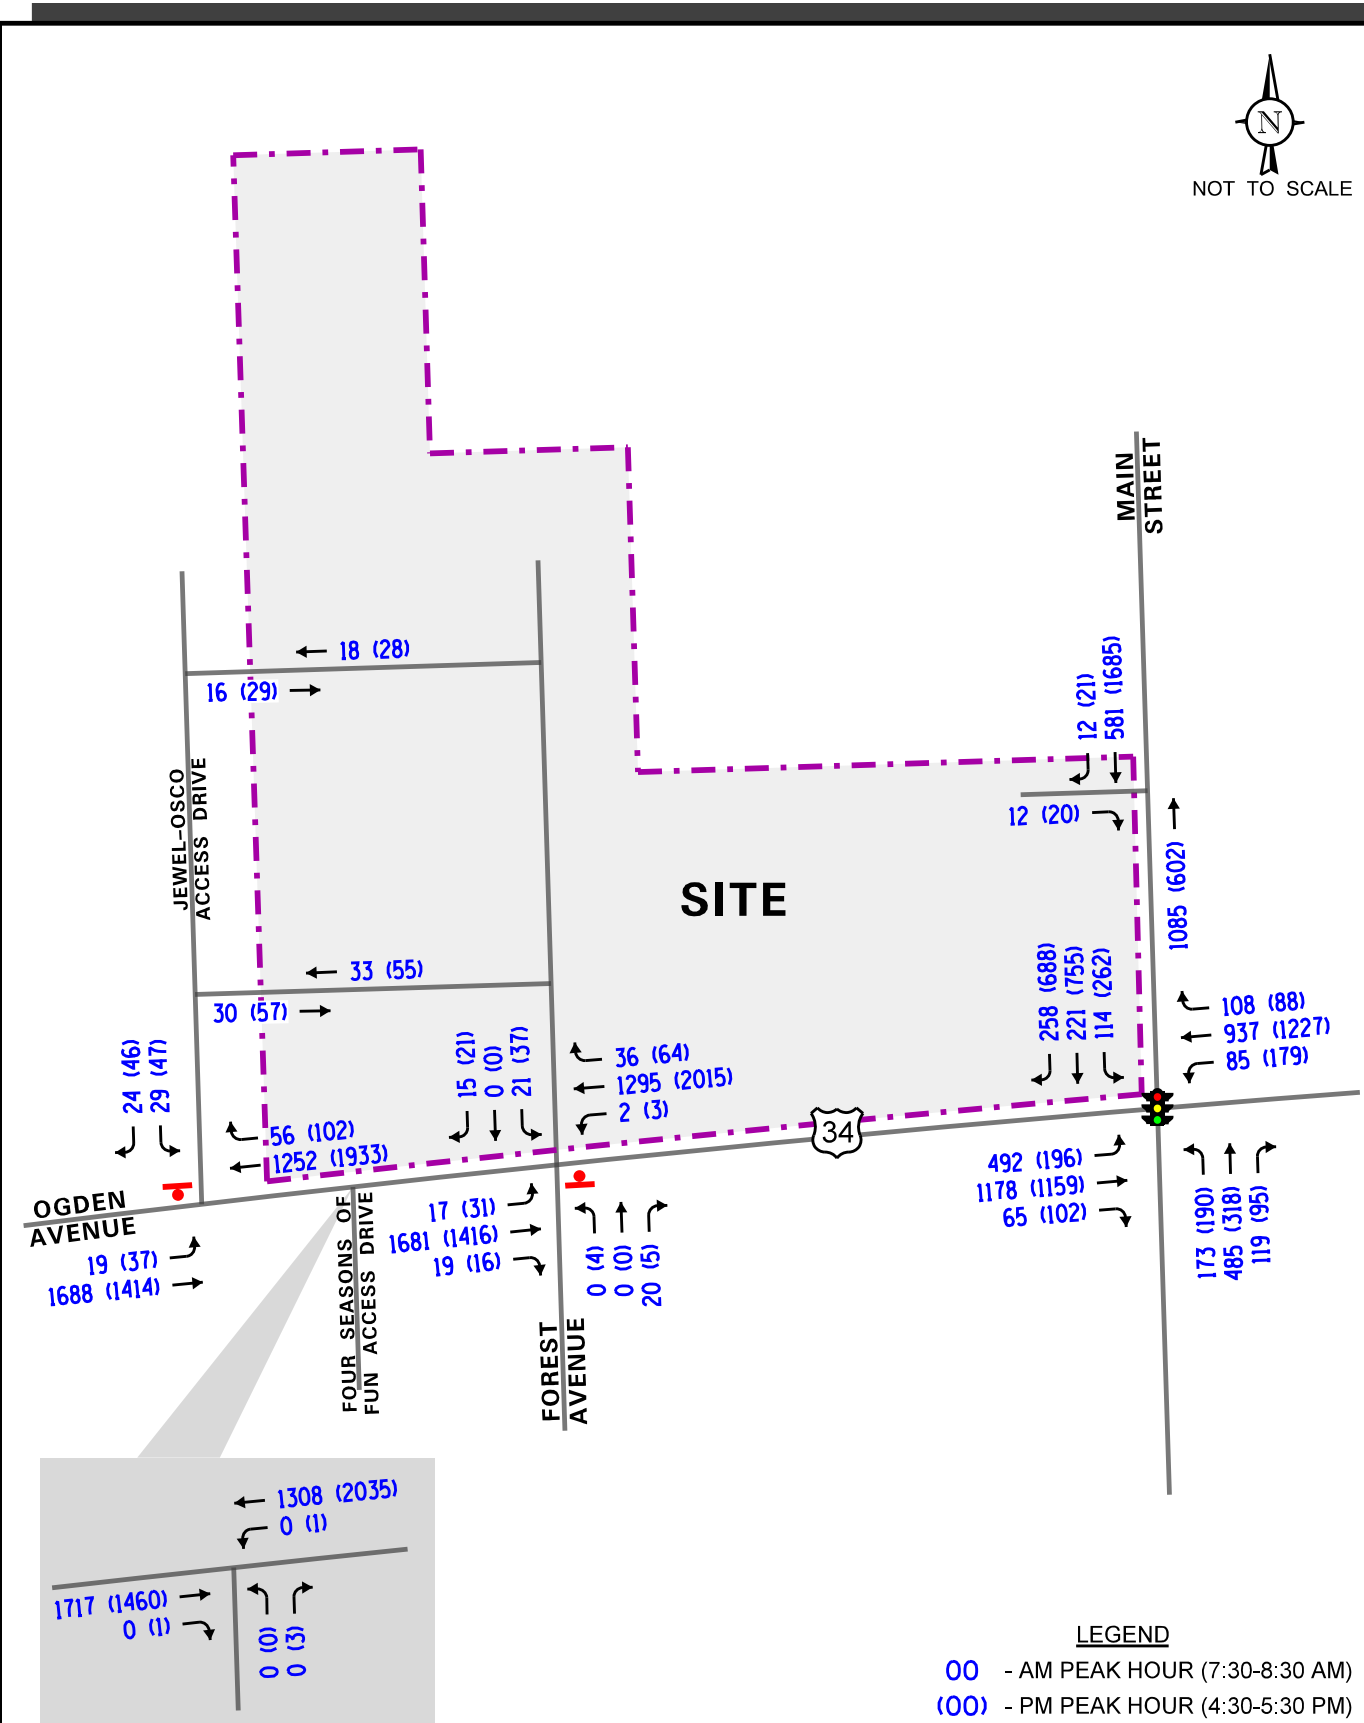 N
NOT TO SCALE
MAIN
STREET
18 (28)
16 (29)
12 (21)
581 (1685)
JEWEL-OSCO
ACCESS DRIVE
12 (20)
SITE
1085 (602)
33 (55)
30 (57)
258 (688)
221 (755)
114 (262)
108 (88)
937 (1227)
85 (179)
24 (46)
29 (47)
15 (21)
0 (0)
21 (37)
36 (64)
1295 (2015)
2 (3)
56 (102)
1252 (1933)
34
492 (196)
1178 (1159)
65 (102)
173 (190)
485 (318)
119 (95)
OGDEN
AVENUE
19 (37)
1688 (1414)
FOUR SEASONS OF
FUN ACCESS DRIVE
17 (31)
1681 (1416)
19 (16)
0 (4)
0 (0)
20 (5)
FOREST
AVENUE
1308 (2035)
0 (1)
1717 (1460)
0 (1)
0 (0)
0 (3)
LEGEND
00 - AM PEAK HOUR (7:30-8:30 AM)
(00) - PM PEAK HOUR (4:30-5:30 PM)